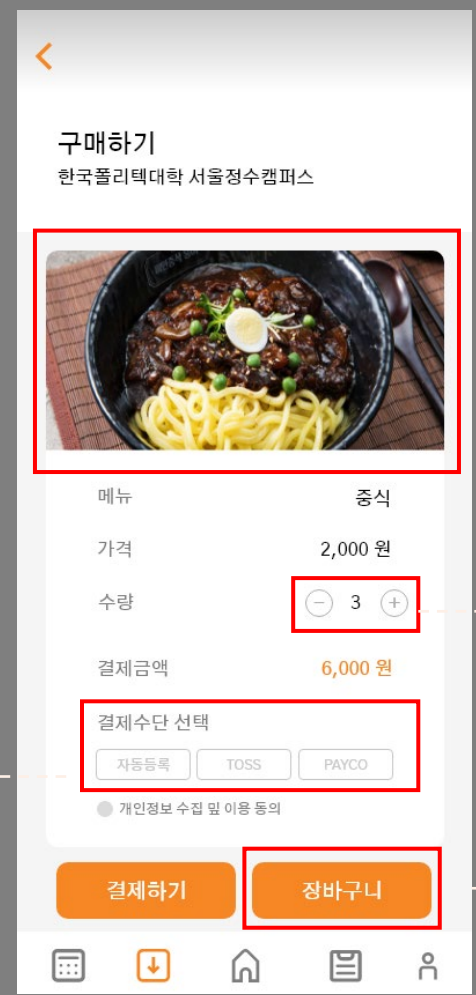 구매하기
한국폴리텍대학 서울정수캠퍼스
메뉴 중식
가격 2,000 원
수량 － 3 ＋
결제금액 6,000 원
결제수단 선택
자동등록 TOSS PAYCO
개인정보 수집 및 이용 동의
결제하기 장바구니